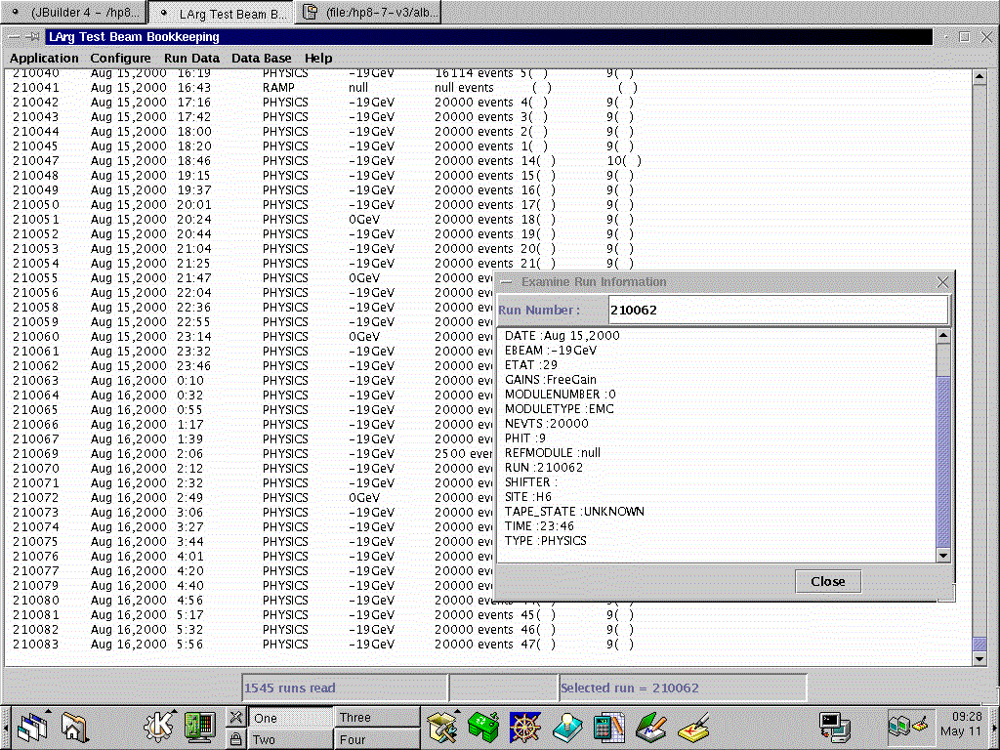 (JBuilder 4 – /hp8... LArg Test Beam B... (file:/hp8-7-v3/alb...
LArg Test Beam Bookkeeping
Application Configure Run Data Data Base Help
210040 Aug 15,2000 16:19 PHYSICS -19GeV 16114 events 5( ) 9( )
210041 Aug 15,2000 16:43 RAMP null null events ( ) ( )
210042 Aug 15,2000 17:16 PHYSICS -19GeV 20000 events 4( ) 9( )
210043 Aug 15,2000 17:42 PHYSICS -19GeV 20000 events 3( ) 9( )
210044 Aug 15,2000 18:00 PHYSICS -19GeV 20000 events 2( ) 9( )
210045 Aug 15,2000 18:20 PHYSICS -19GeV 20000 events 1( ) 9( )
210047 Aug 15,2000 18:46 PHYSICS -19GeV 20000 events 14( ) 10( )
210048 Aug 15,2000 19:15 PHYSICS -19GeV 20000 events 15( ) 9( )
210049 Aug 15,2000 19:37 PHYSICS -19GeV 20000 events 16( ) 9( )
210050 Aug 15,2000 20:01 PHYSICS -19GeV 20000 events 17( ) 9( )
210051 Aug 15,2000 20:24 PHYSICS 0GeV 20000 events 18( ) 9( )
210052 Aug 15,2000 20:44 PHYSICS -19GeV 20000 events 19( ) 9( )
210053 Aug 15,2000 21:04 PHYSICS -19GeV 20000 events 20( ) 9( )
210054 Aug 15,2000 21:25 PHYSICS -19GeV 20000 events 21( ) 9( )
210055 Aug 15,2000 21:47 PHYSICS 0GeV 20000 ev
210056 Aug 15,2000 22:04 PHYSICS -19GeV 20000 ev
210058 Aug 15,2000 22:36 PHYSICS -19GeV 20000 ev
210059 Aug 15,2000 22:55 PHYSICS -19GeV 20000 ev
210060 Aug 15,2000 23:14 PHYSICS 0GeV 20000 ev
210061 Aug 15,2000 23:32 PHYSICS -19GeV 20000 ev
210062 Aug 15,2000 23:46 PHYSICS -19GeV 20000 ev
210063 Aug 16,2000 0:10 PHYSICS -19GeV 20000 ev
210064 Aug 16,2000 0:32 PHYSICS -19GeV 20000 ev
210065 Aug 16,2000 0:55 PHYSICS -19GeV 20000 ev
210066 Aug 16,2000 1:17 PHYSICS -19GeV 20000 ev
210067 Aug 16,2000 1:39 PHYSICS -19GeV 20000 ev
210069 Aug 16,2000 2:06 PHYSICS -19GeV 2500 ever
210070 Aug 16,2000 2:12 PHYSICS -19GeV 20000 ev
210071 Aug 16,2000 2:32 PHYSICS -19GeV 20000 ev
210072 Aug 16,2000 2:49 PHYSICS 0GeV 20000 ev
210073 Aug 16,2000 3:06 PHYSICS -19GeV 20000 ev
210074 Aug 16,2000 3:27 PHYSICS -19GeV 20000 ev
210075 Aug 16,2000 3:44 PHYSICS -19GeV 20000 ev
210076 Aug 16,2000 4:01 PHYSICS -19GeV 20000 ev
210077 Aug 16,2000 4:20 PHYSICS -19GeV 20000 ev
210079 Aug 16,2000 4:40 PHYSICS -19GeV 20000 ev
210080 Aug 16,2000 4:56 PHYSICS -19GeV 20000 events
210081 Aug 16,2000 5:17 PHYSICS -19GeV 20000 events 45( ) 9( )
210082 Aug 16,2000 5:32 PHYSICS -19GeV 20000 events 46( ) 9( )
210083 Aug 16,2000 5:56 PHYSICS -19GeV 20000 events 47( ) 9( )
Examine Run Information
Run Number: 210062
DATE :Aug 15,2000
EBEAM :-19GeV
ETAT :29
GAINS :FreeGain
MODULENUMBER :0
MODULETYPE :EMC
NEVTS :20000
PHIT :9
REFMODULE :null
RUN :210062
SHIFTER :
SITE :H6
TAPE_STATE :UNKNOWN
TIME :23:46
TYPE :PHYSICS
Close
1545 runs read Selected run = 210062
One Three
Two Four
09:28
May 11